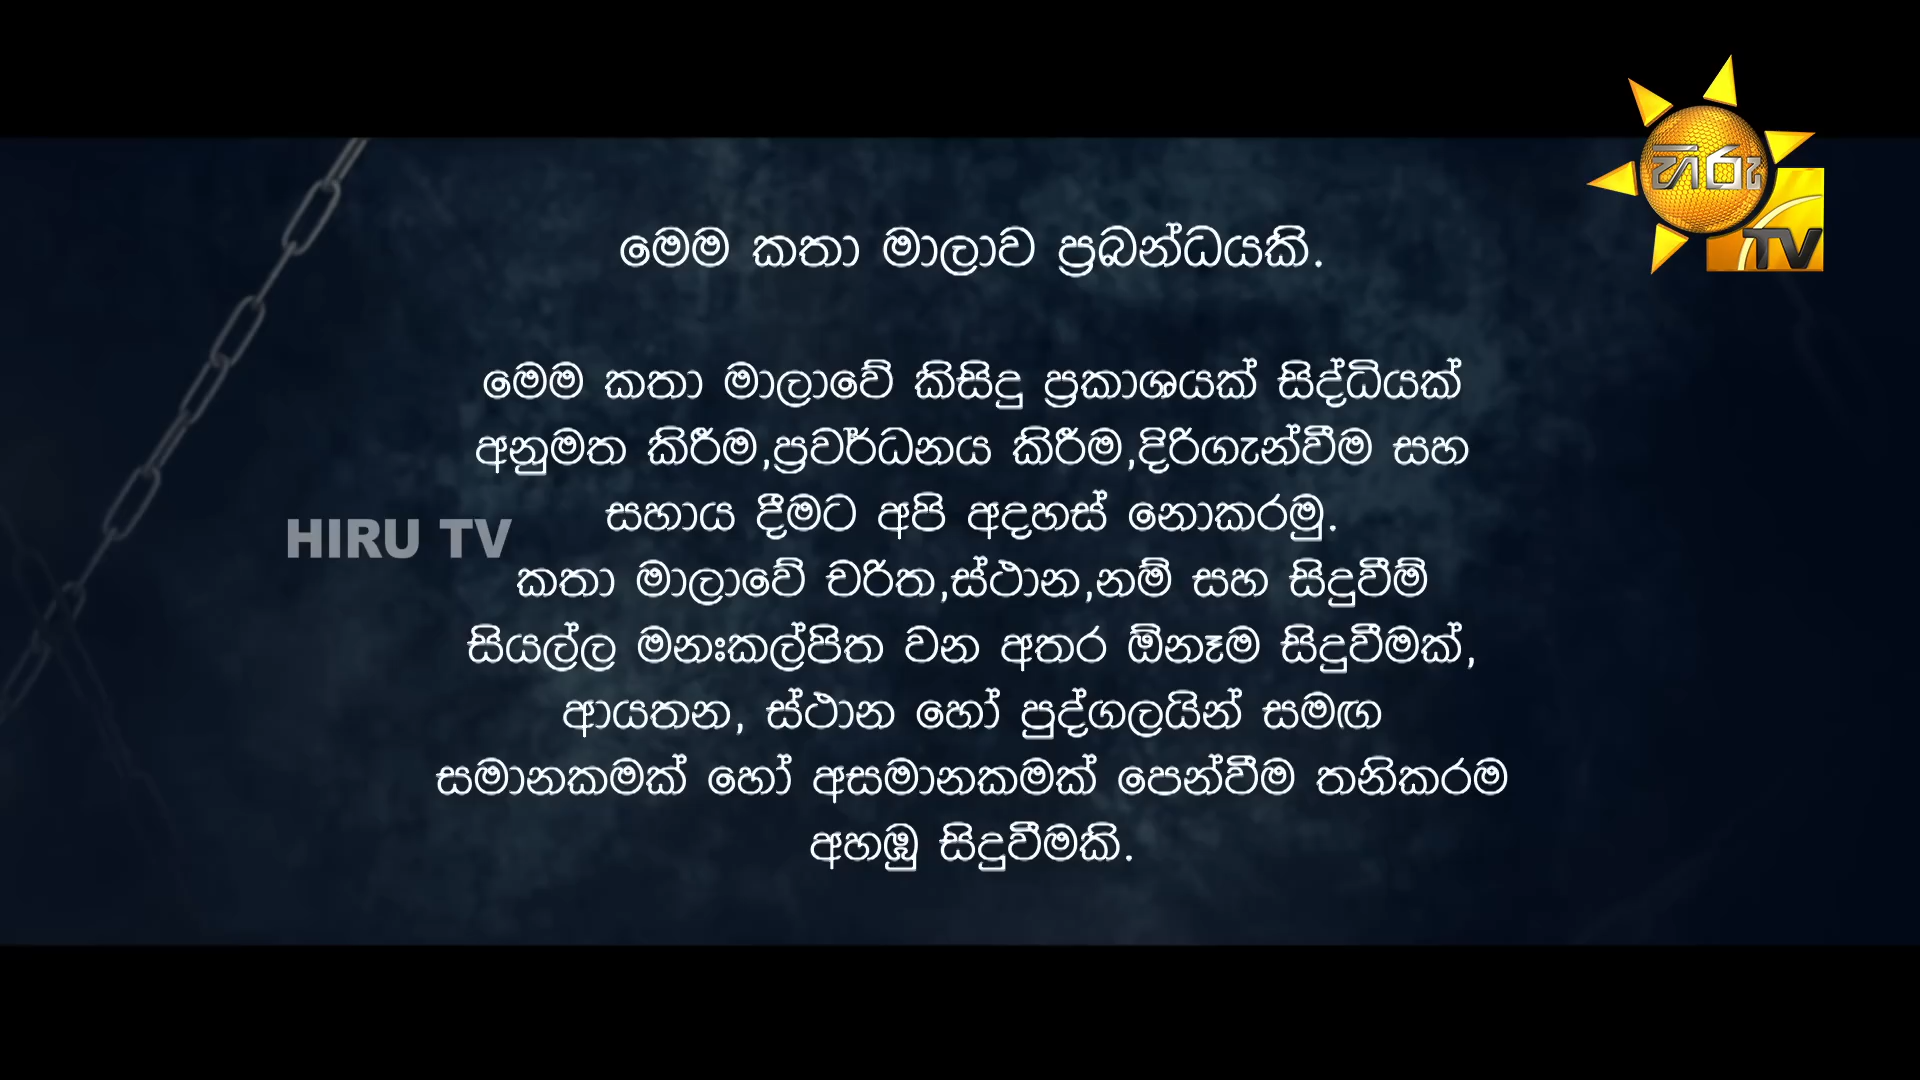 හිරු
TV
මෙම කතා මාලාව ප්‍රබන්ධයකි.
මෙම කතා මාලාවේ කිසිදු ප්‍රකාශයක් සිද්ධියක්
අනුමත කිරීම,ප්‍රවර්ධනය කිරීම,දිරිගැන්වීම සහ
සහාය දීමට අපි අදහස් නොකරමු.
HIRU TV
කතා මාලාවේ චරිත,ස්ථාන,නම් සහ සිදුවීම්
සියල්ල මනඃකල්පිත වන අතර ඕනෑම සිදුවීමක්,
ආයතන, ස්ථාන හෝ පුද්ගලයින් සමඟ
සමානකමක් හෝ අසමානකමක් පෙන්වීම තනිකරම
අහඹු සිදුවීමකි.